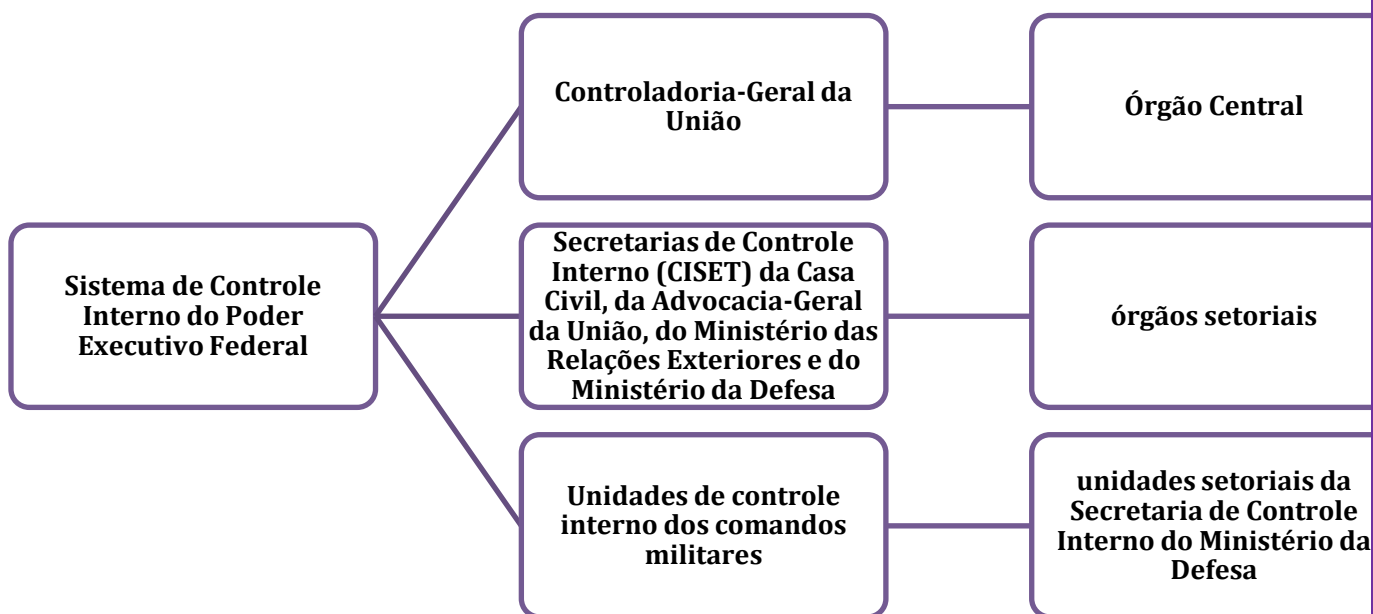 Controladoria-Geral da
União
Órgão Central
Sistema de Controle
Interno do Poder
Executivo Federal
Secretarias de Controle
Interno (CISET) da Casa
Civil, da Advocacia-Geral
da União, do Ministério das
Relações Exteriores e do
Ministério da Defesa
órgãos setoriais
Unidades de controle
interno dos comandos
militares
unidades setoriais da
Secretaria de Controle
Interno do Ministério da
Defesa